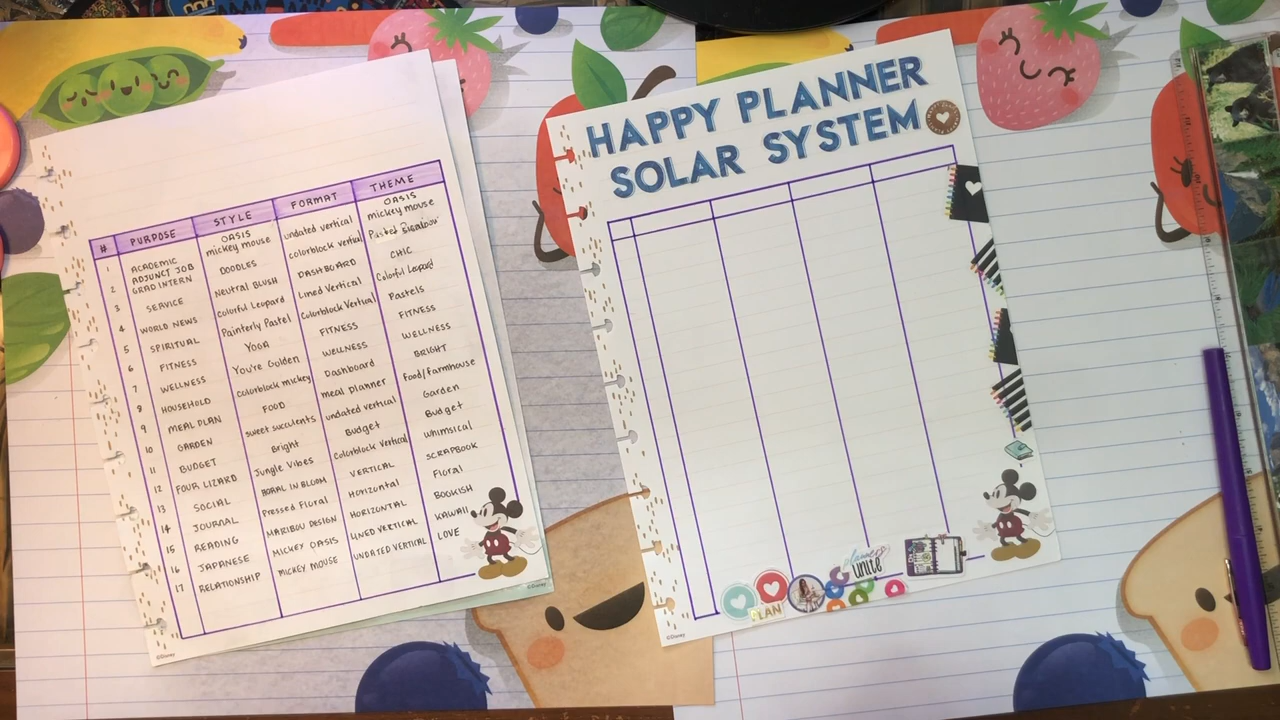 # PURPOSE STYLE FORMAT THEME
1 ACADEMIC OASIS undated vertical OASIS
ADJUNCT JOB mickey mouse mickey mouse
2 GRAD INTERN DOODLES colorblock vertical Pastel
3 SERVICE Neutral BLUSH DASHBOARD CHIC
4 WORLD NEWS Colorful Leopard Lined Vertical Colorful Leopard
5 SPIRITUAL Painterly Pastel Colorblock Vertical Pastels
6 FITNESS YOGA FITNESS FITNESS
7 WELLNESS You're Golden WELLNESS WELLNESS
8 HOUSEHOLD colorblock mickey Dashboard BRIGHT
9 MEAL PLAN FOOD meal planner Food/farmhouse
10 GARDEN sweet succulents undated vertical Garden
11 BUDGET Bright Budget Budget
12 FOUR LIZARD Jungle Vibes Colorblock Vertical whimsical
13 SOCIAL FLORAL IN BLOOM VERTICAL SCRAPBOOK
14 JOURNAL Pressed Floral Horizontal Floral
15 READING MARIBOU DESIGN HORIZONTAL BOOKISH
16 JAPANESE MICKEY OASIS LINED VERTICAL KAWAII
17 RELATIONSHIP MICKEY MOUSE UNDATED VERTICAL LOVE
©Disney
©Disney
HAPPY PLANNER
SOLAR SYSTEM
planners
UNITE
PLAN
©Disney